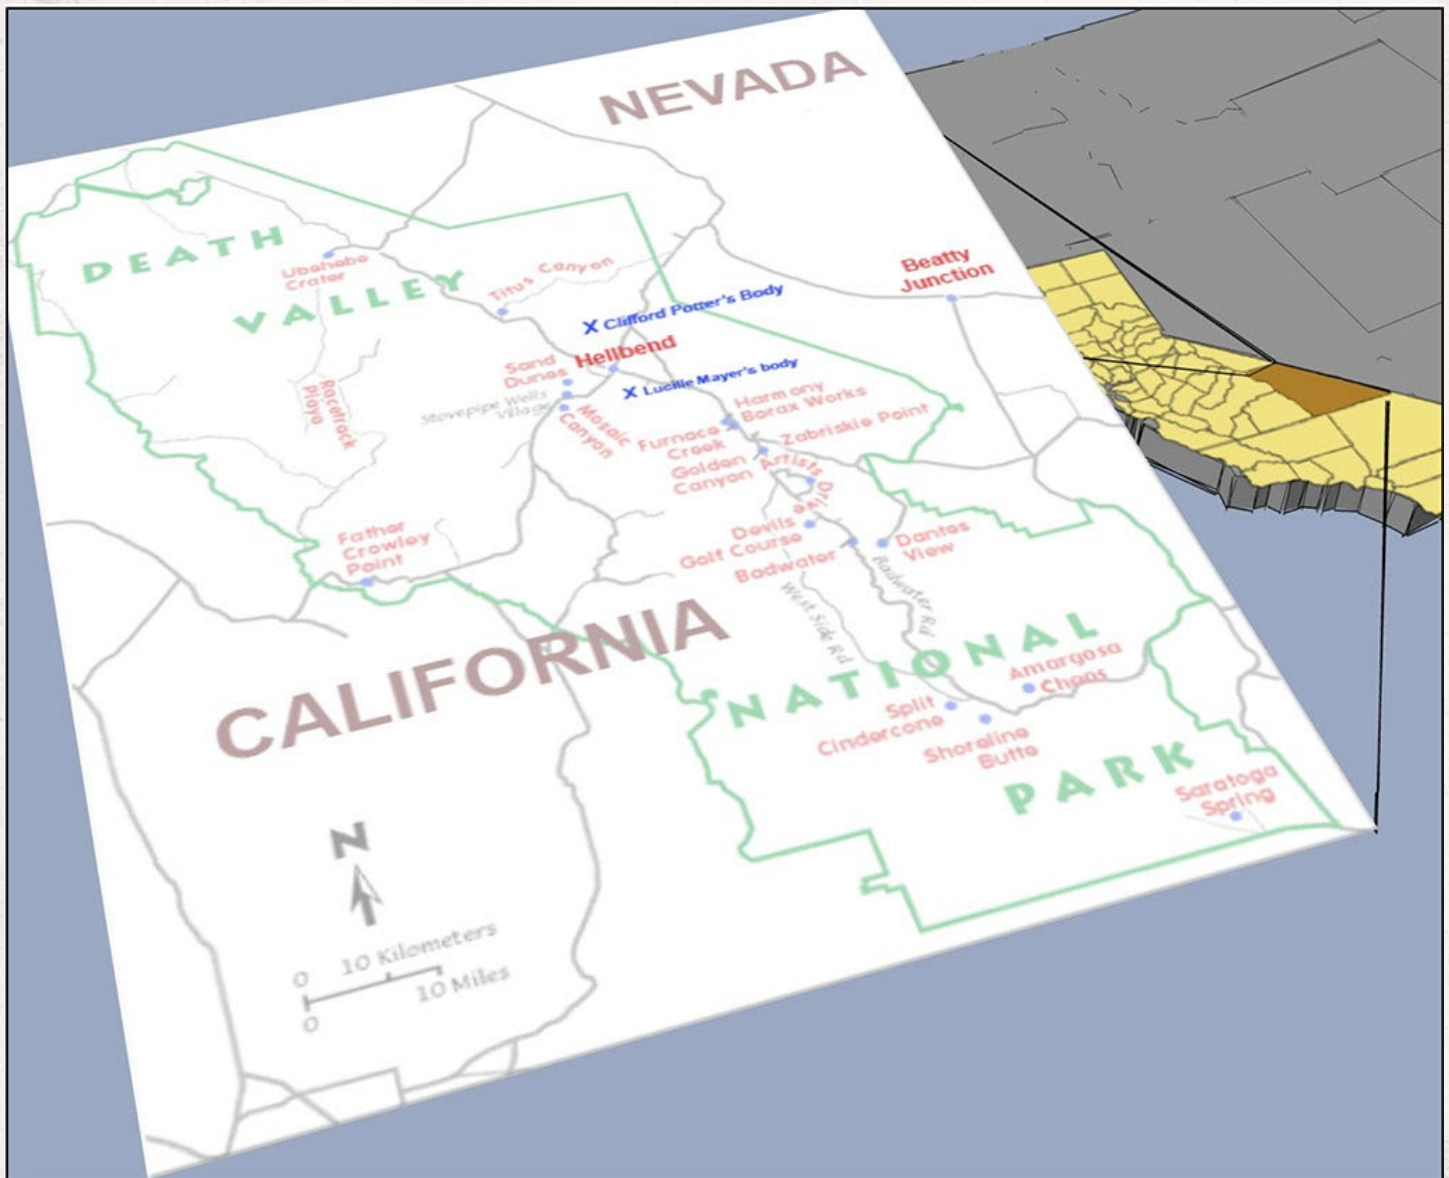 NEVADA
DEATH
VALLEY
Ubehebe
Crater
Titus Canyon
Beatty
Junction
X Clifford Potter's Body
Hellbend
Sand
Dunes
X Lucille Mayer's body
Stovepipe Wells
Village
Racetrack
Playa
Mosaic
Canyon
Harmony
Borax Works
Furnace
Creek
Zabriskie Point
Golden
Canyon
Artists Drive
Devils
Golf Course
Dantes
View
Badwater
Father
Crowley
Point
West Side Rd
Badwater Rd
CALIFORNIA
NATIONAL
Amargosa
Chaos
Split
Cindercone
Shoreline
Butte
PARK
Saratoga
Spring
N
0 10 Kilometers
0 10 Miles